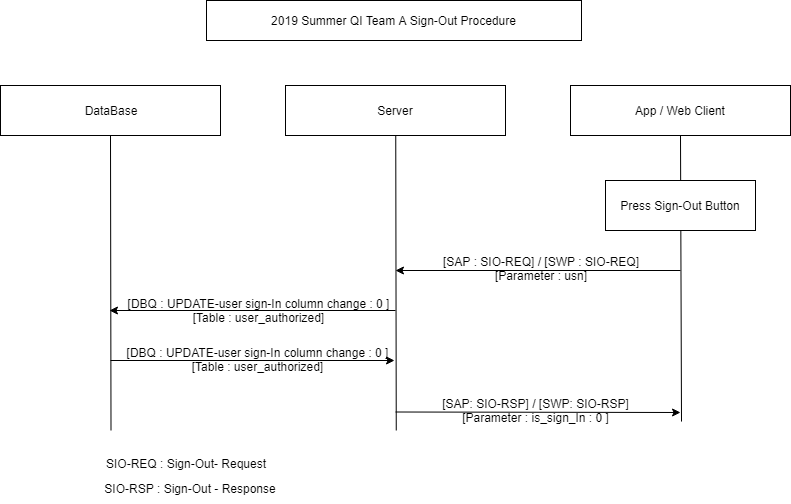 2019 Summer QI Team A Sign-Out Procedure
DataBase
Server
App / Web Client
Press Sign-Out Button
[SAP : SIO-REQ] / [SWP : SIO-REQ]
[Parameter : usn]
[DBQ : UPDATE-user sign-In column change : 0 ]
[Table : user_authorized]
[DBQ : UPDATE-user sign-In column change : 0 ]
[Table : user_authorized]
[SAP: SIO-RSP] / [SWP: SIO-RSP]
[Parameter : is_sign_In : 0 ]
SIO-REQ : Sign-Out- Request
SIO-RSP : Sign-Out - Response